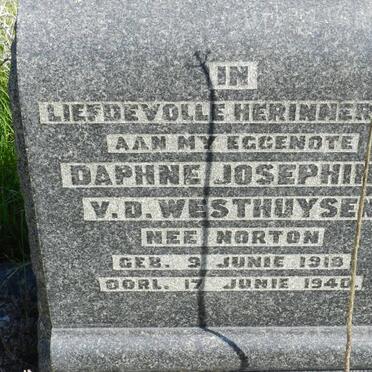 IN
LIEFDEVOLLE HERINNER
AAN MY EGGENOTE
DAPHNE JOSEPHIN
V.D. WESTHUYSEN
NEE NORTON
GEB. 9 JUNIE 1918
OORL. 17 JUNIE 1940.